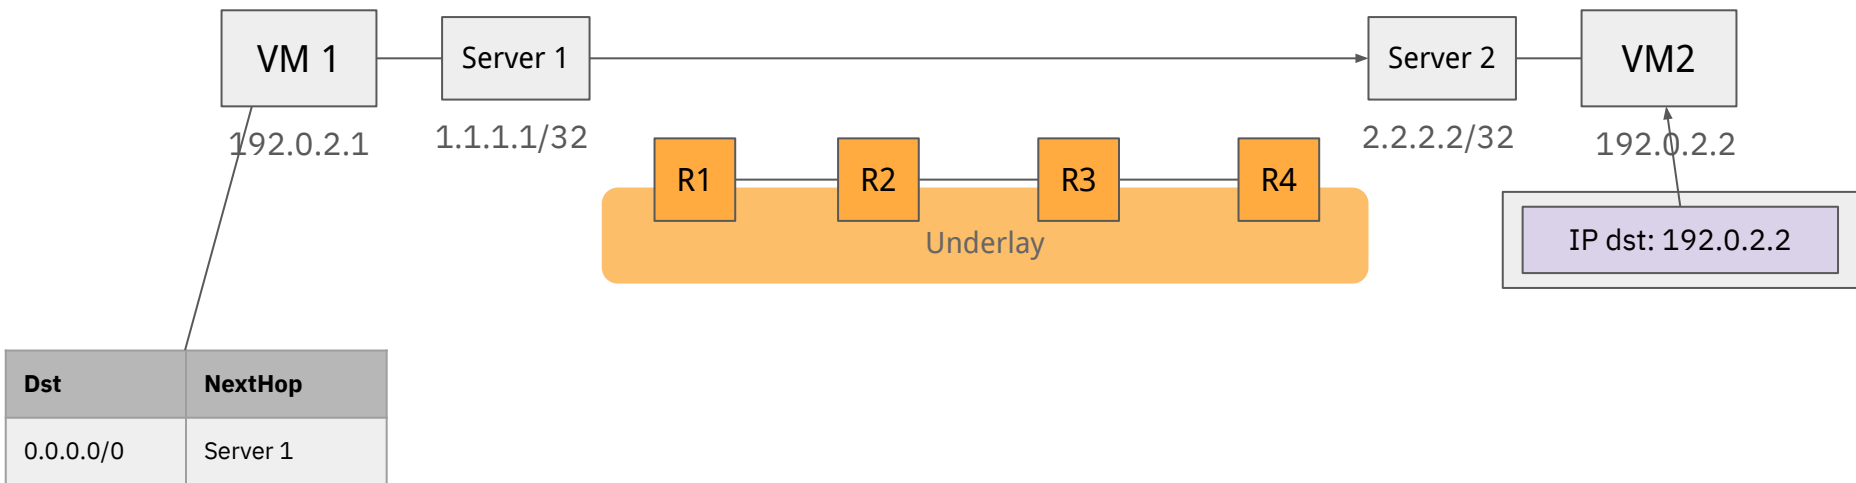 VM 1
Server 1
Server 2
VM2
192.0.2.1
1.1.1.1/32
2.2.2.2/32
192.0.2.2
R1
R2
R3
R4
Underlay
IP dst: 192.0.2.2
Dst NextHop
0.0.0.0/0 Server 1